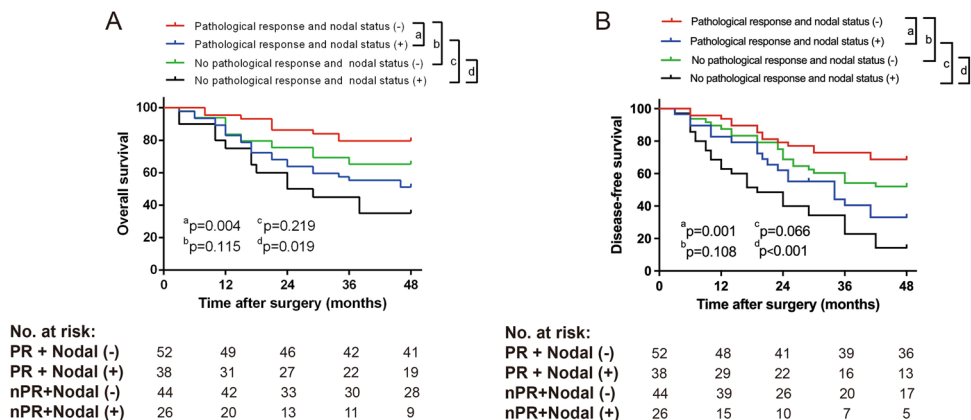 A
Pathological response and nodal status (-)
Pathological response and nodal status (+)
No pathological response and nodal status (-)
No pathological response and nodal status (+)
a
b
c
d
Overall survival
100
80
60
40
20
0
ap=0.004 cp=0.219
bp=0.115 dp=0.019
0 12 24 36 48
Time after surgery (months)
No. at risk:
PR + Nodal (-) 52 49 46 42 41
PR + Nodal (+) 38 31 27 22 19
nPR+Nodal (-) 44 42 33 30 28
nPR+Nodal (+) 26 20 13 11 9
B
Pathological response and nodal status (-)
Pathological response and nodal status (+)
No pathological response and nodal status (-)
No pathological response and nodal status (+)
a
b
c
d
Disease-free survival
100
80
60
40
20
0
ap=0.001 cp=0.066
bp=0.108 dp<0.001
0 12 24 36 48
Time after surgery (months)
No. at risk:
PR + Nodal (-) 52 48 41 39 36
PR + Nodal (+) 38 29 22 16 13
nPR+Nodal (-) 44 39 26 20 17
nPR+Nodal (+) 26 15 10 7 5